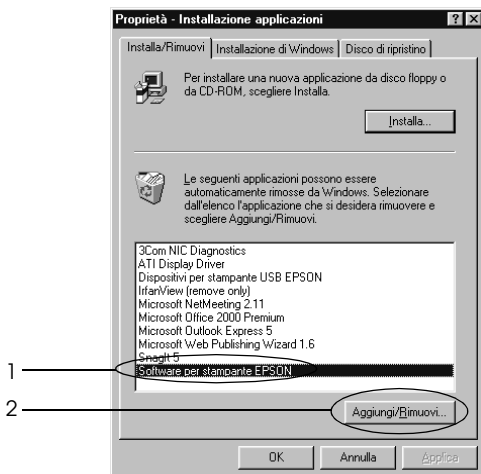 Proprietà - Installazione applicazioni
Installa/Rimuovi Installazione di Windows Disco di ripristino
Per installare una nuova applicazione da disco floppy o
da CD-ROM, scegliere Installa.
Installa...
Le seguenti applicazioni possono essere
automaticamente rimosse da Windows. Selezionare
dall'elenco l'applicazione che si desidera rimuovere e
scegliere Aggiungi/Rimuovi.
3Com NIC Diagnostics
ATI Display Driver
Dispositivi per stampante USB EPSON
IrfanView (remove only)
Microsoft NetMeeting 2.11
Microsoft Office 2000 Premium
Microsoft Outlook Express 5
Microsoft Web Publishing Wizard 1.6
SnagIt 5
1
Software per stampante EPSON
2
Aggiungi/Rimuovi...
OK Annulla Applica